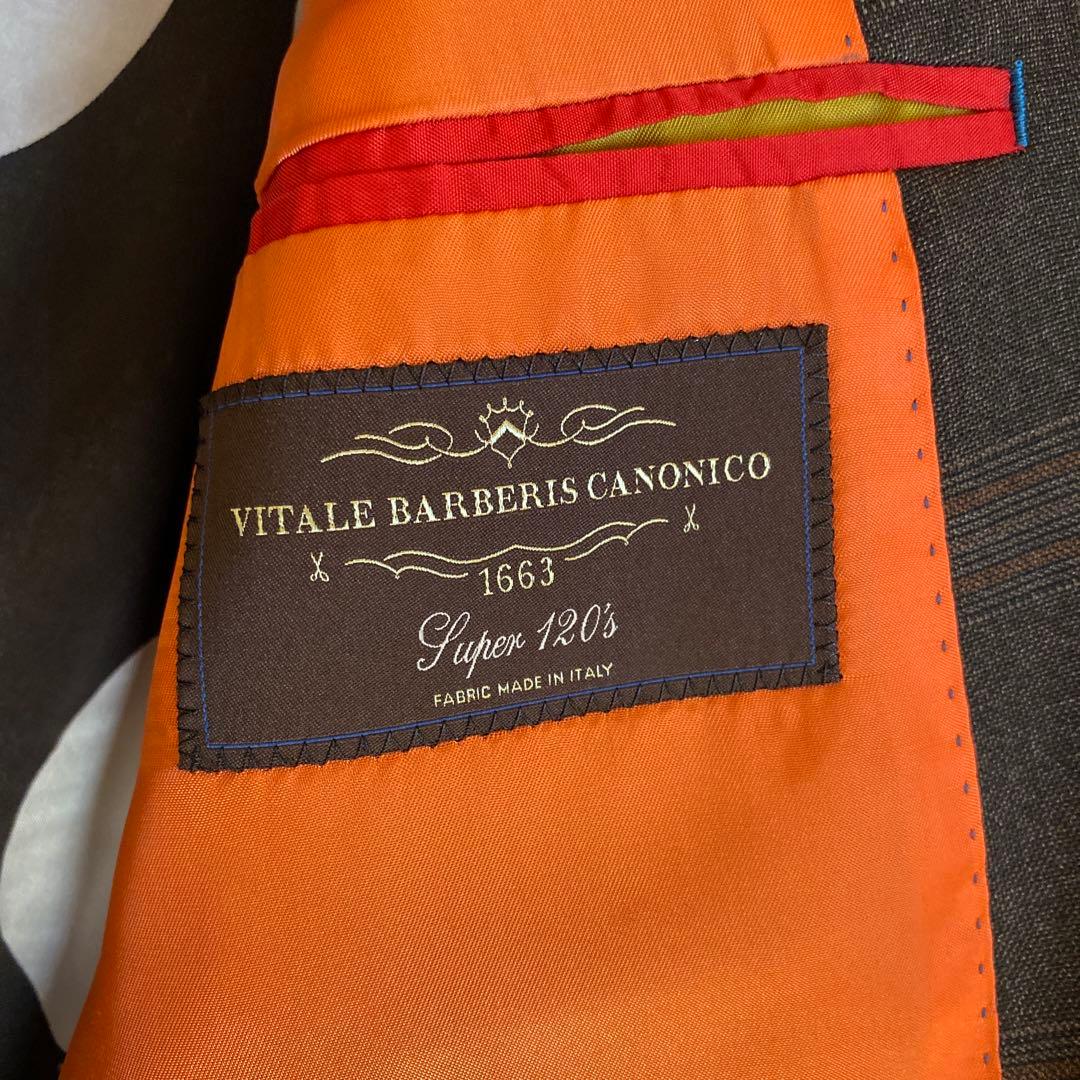 VITALE BARBERIS CANONICO
1663
Super 120's
FABRIC MADE IN ITALY